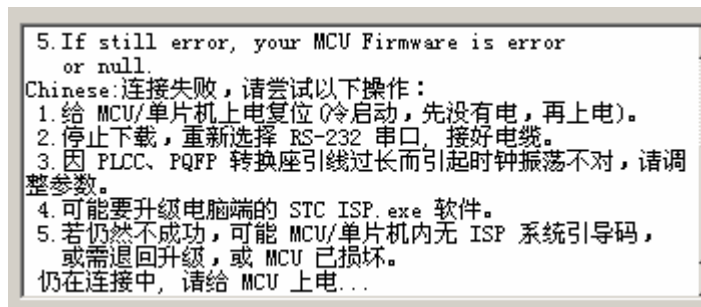 5.If still error, your MCU Firmware is error
or null.
Chinese:连接失败，请尝试以下操作：
1.给 MCU/单片机上电复位(冷启动，先没有电，再上电)。
2.停止下载，重新选择 RS-232 串口, 接好电缆。
3.因 PLCC、PQFP 转换座引线过长而引起时钟振荡不对，请调
整参数。
4.可能要升级电脑端的 STC ISP.exe 软件。
5.若仍然不成功，可能 MCU/单片机内无 ISP 系统引导码，
或需退回升级，或 MCU 已损坏。
仍在连接中, 请给 MCU 上电...